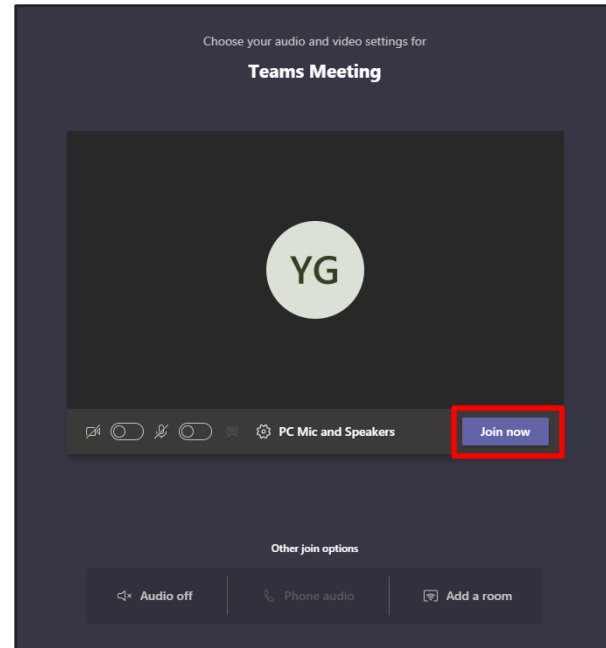 Choose your audio and video settings for
Teams Meeting
YG
PC Mic and Speakers
Join now
Other join options
Audio off
Phone audio
Add a room